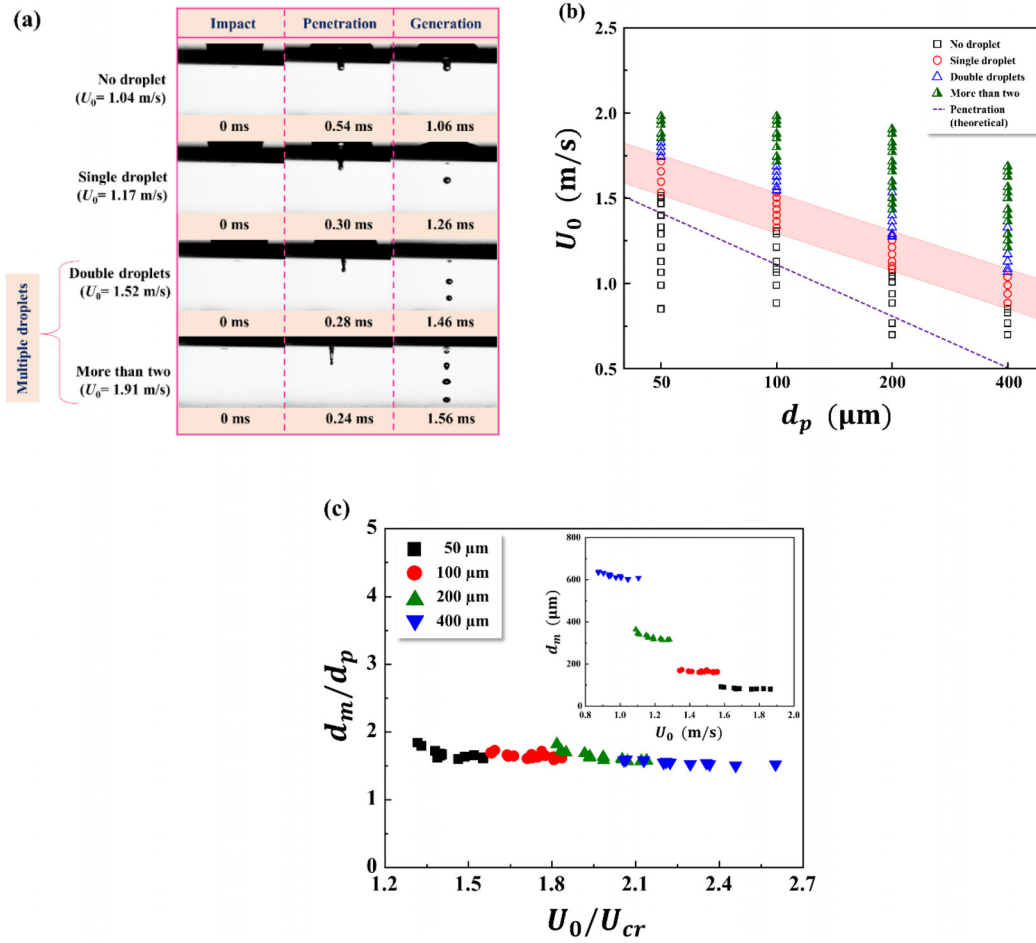 (a)
Impact Penetration Generation
No droplet
(U₀= 1.04 m/s)
0 ms 0.54 ms 1.06 ms
Single droplet
(U₀= 1.17 m/s)
0 ms 0.30 ms 1.26 ms
Multiple droplets
Double droplets
(U₀= 1.52 m/s)
0 ms 0.28 ms 1.46 ms
More than two
(U₀= 1.91 m/s)
0 ms 0.24 ms 1.56 ms
(b)
2.5
2.0
1.5
1.0
0.5
U₀ (m/s)
No droplet
Single droplet
Double droplets
More than two
Penetration
(theoretical)
50 100 200 400
dₚ (μm)
(c)
5
4
3
2
1
0
dₘ/dₚ
50 μm
100 μm
200 μm
400 μm
800
600
400
200
0
dₘ (μm)
0.8 1.0 1.2 1.4 1.6 1.8 2.0
U₀ (m/s)
1.2 1.5 1.8 2.1 2.4 2.7
U₀/U_cr